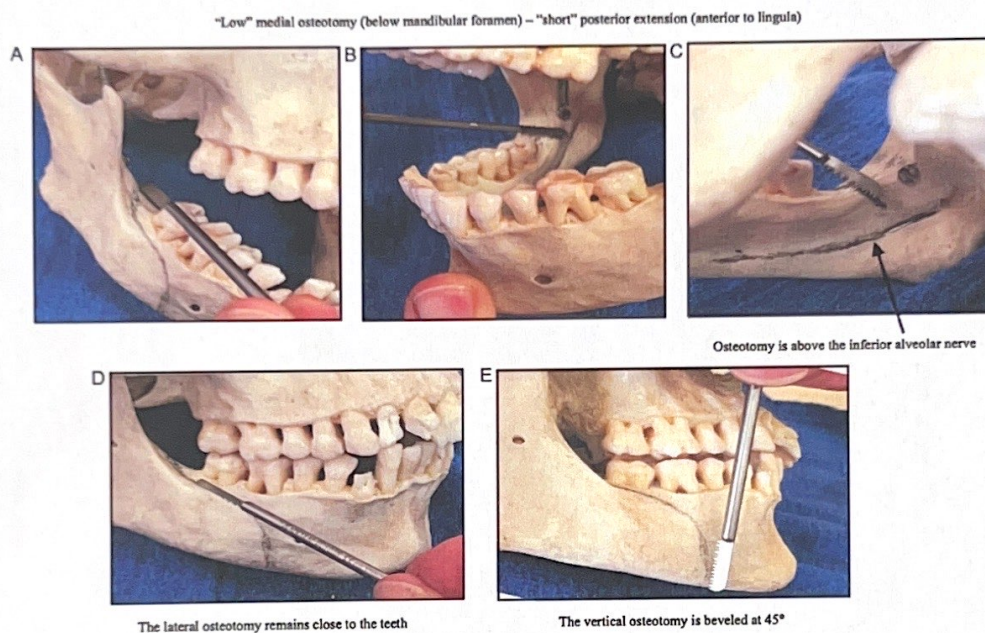 “Low” medial osteotomy (below mandibular foramen) – “short” posterior extension (anterior to lingula)
A
B
C
Osteotomy is above the inferior alveolar nerve
D
E
The lateral osteotomy remains close to the teeth
The vertical osteotomy is beveled at 45°